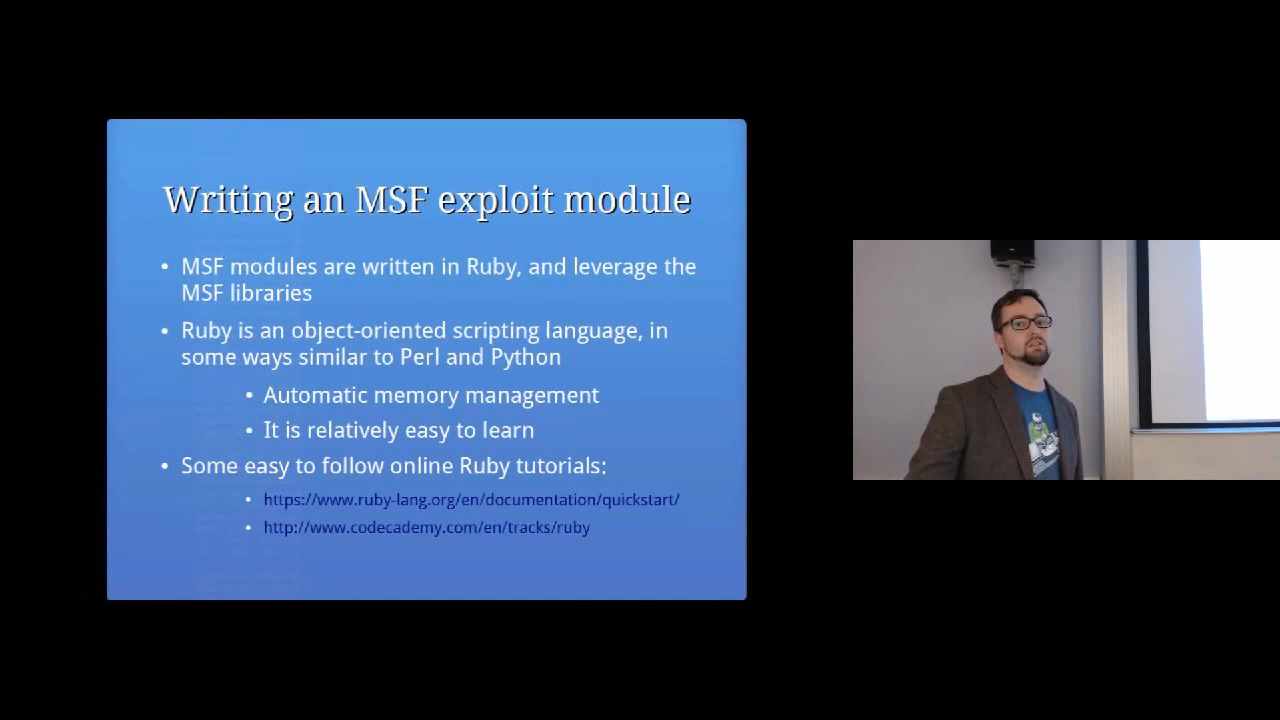 Writing an MSF exploit module
• MSF modules are written in Ruby, and leverage the
MSF libraries
• Ruby is an object-oriented scripting language, in
some ways similar to Perl and Python
• Automatic memory management
• It is relatively easy to learn
• Some easy to follow online Ruby tutorials:
• https://www.ruby-lang.org/en/documentation/quickstart/
• http://www.codecademy.com/en/tracks/ruby